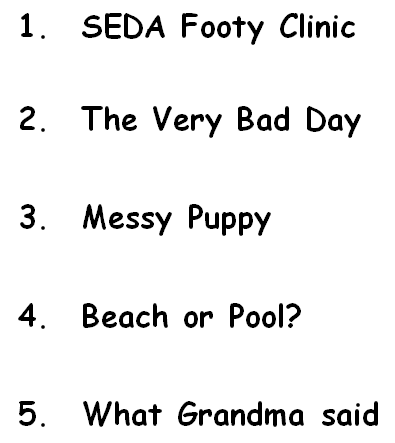 1. SEDA Footy Clinic
2. The Very Bad Day
3. Messy Puppy
4. Beach or Pool?
5. What Grandma said